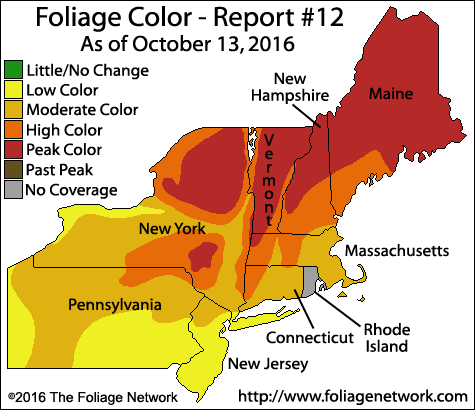 Foliage Color - Report #12
As of October 13, 2016
Little/No Change
Low Color
Moderate Color
High Color
Peak Color
Past Peak
No Coverage
New
Hampshire
Maine
Vermont
New York
Massachusetts
Pennsylvania
Connecticut
Rhode
Island
New Jersey
©2016 The Foliage Network
http://www.foliagenetwork.com